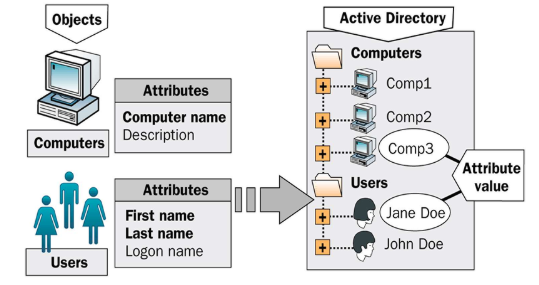 Objects
Computers
Attributes
Computer name
Description
Users
Attributes
First name
Last name
Logon name
Active Directory
Computers
Comp1
Comp2
Comp3
Users
Jane Doe
John Doe
Attribute
value